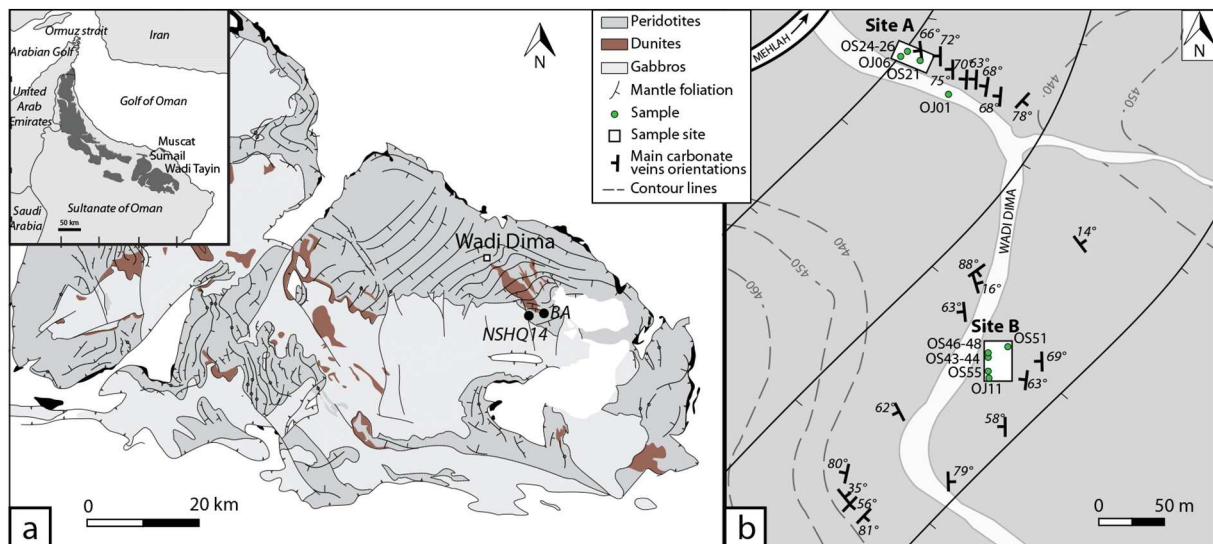 Ormuz strait
Iran
Arabian Golf
United
Arab
Emirates
Golf of Oman
Muscat
Sumail
Wadi Tayin
Saudi
Arabia
Sultanate of Oman
50 km
N
Wadi Dima
BA
NSHQ14
0 20 km
a
Peridotites
Dunites
Gabbros
Mantle foliation
Sample
Sample site
Main carbonate
veins orientations
Contour lines
MEHLAH
Site A
OS24-26
OJ06
OS21
66°
72°
70°
63°
75°
68°
68°
78°
OJ01
440
450
N
WADI DIMA
14°
440
450
460
88°
16°
63°
Site B
OS46-48
OS51
OS43-44
OS55
OJ11
69°
63°
62°
58°
80°
35°
56°
81°
79°
0 50 m
b